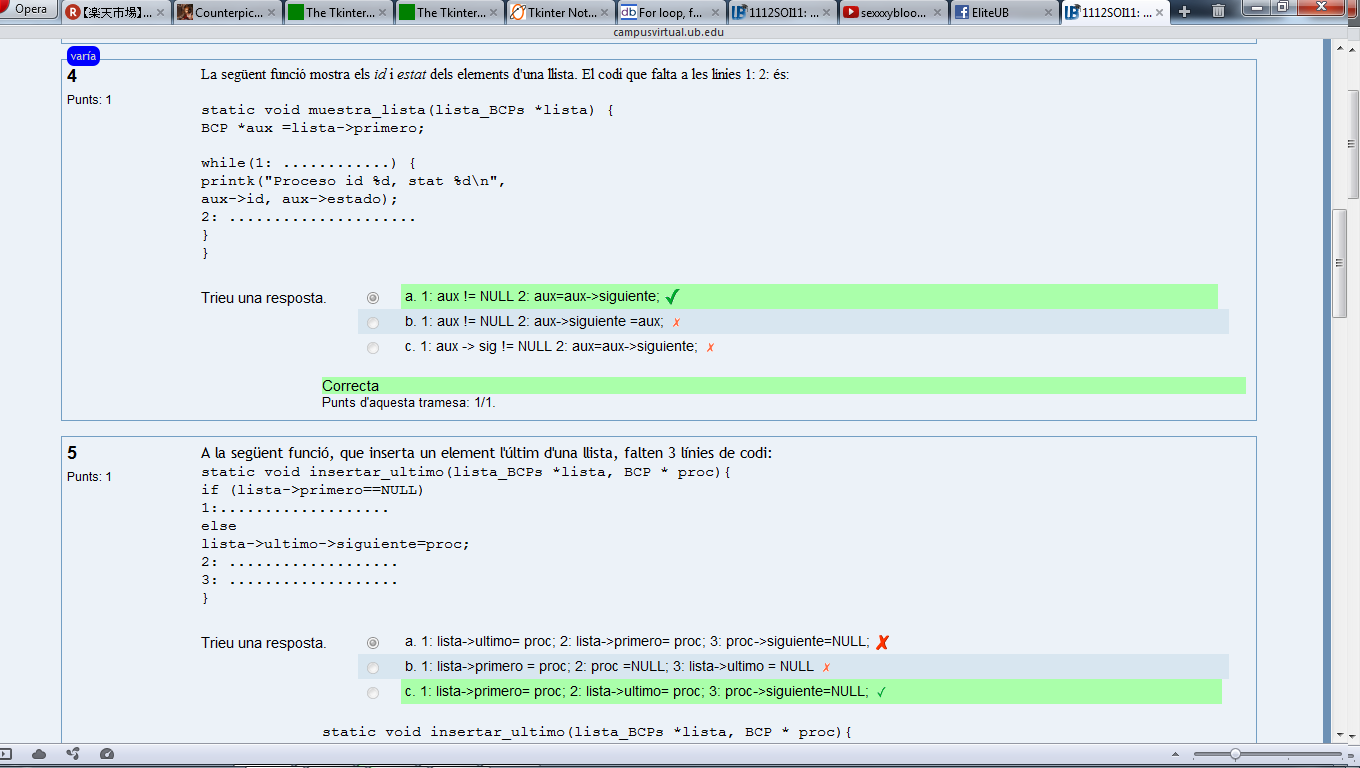 Opera
【楽天市場】...
Counterpic...
The Tkinter...
The Tkinter...
Tkinter Not...
For loop, f...
1112SOI11: ...
sexxxybloo...
EliteUB
1112SOI11: ...
campusvirtual.ub.edu
varía
4
Punts: 1
La següent funció mostra els id i estat dels elements d'una llista. El codi que falta a les linies 1: 2: és:
static void muestra_lista(lista_BCPs *lista) {
BCP *aux =lista->primero;
while(1: ............) {
printk("Proceso id %d, stat %d\n",
aux->id, aux->estado);
2: .....................
}
}
Trieu una resposta.
a. 1: aux != NULL 2: aux=aux->siguiente;
b. 1: aux != NULL 2: aux->siguiente =aux;
c. 1: aux -> sig != NULL 2: aux=aux->siguiente;
Correcta
Punts d'aquesta tramesa: 1/1.
5
Punts: 1
A la següent funció, que inserta un element l'últim d'una llista, falten 3 línies de codi:
static void insertar_ultimo(lista_BCPs *lista, BCP * proc){
if (lista->primero==NULL)
1:...................
else
lista->ultimo->siguiente=proc;
2: ...................
3: ...................
}
Trieu una resposta.
a. 1: lista->ultimo= proc; 2: lista->primero= proc; 3: proc->siguiente=NULL;
b. 1: lista->primero = proc; 2: proc =NULL; 3: lista->ultimo = NULL
c. 1: lista->primero= proc; 2: lista->ultimo= proc; 3: proc->siguiente=NULL;
static void insertar_ultimo(lista_BCPs *lista, BCP * proc){